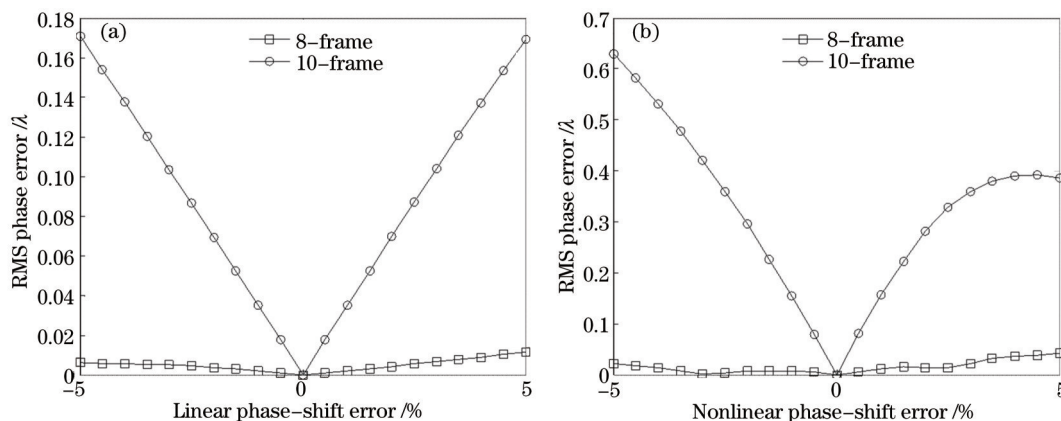 (a)
8-frame
10-frame
0.18
0.16
0.14
0.12
0.10
0.08
0.06
0.04
0.02
0
-5
0
5
RMS phase error /λ
Linear phase-shift error /%
(b)
8-frame
10-frame
0.7
0.6
0.5
0.4
0.3
0.2
0.1
0
-5
0
5
RMS phase error /λ
Nonlinear phase-shift error /%